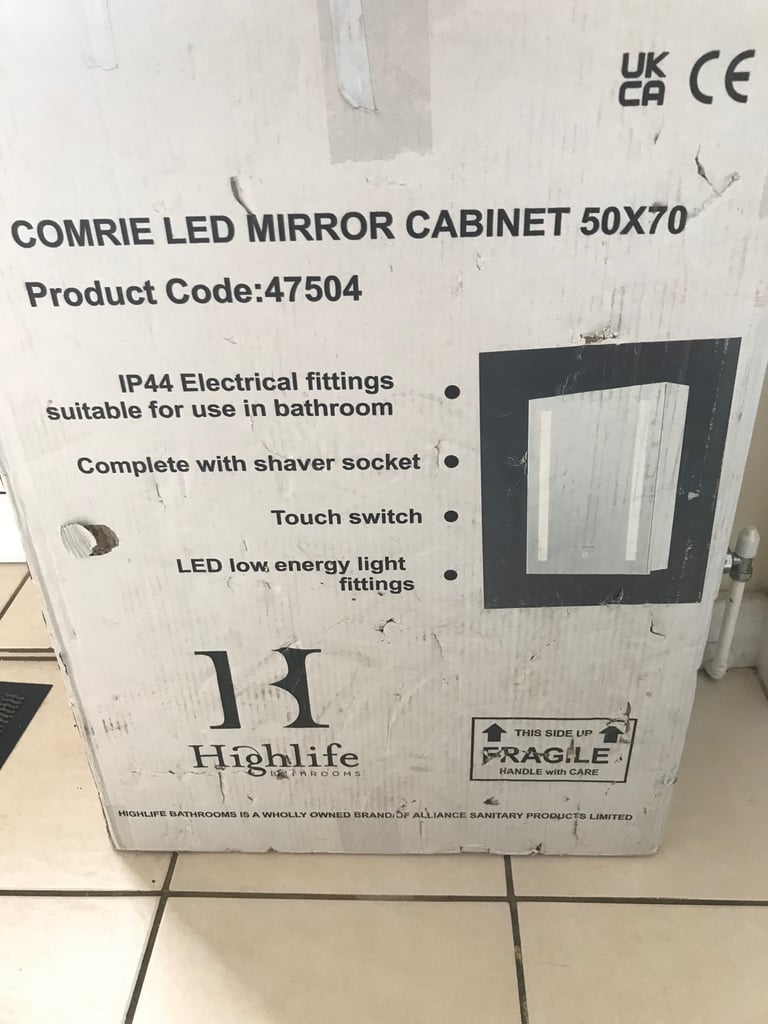 UK
CA CE
COMRIE LED MIRROR CABINET 50X70
Product Code:47504
IP44 Electrical fittings
suitable for use in bathroom
Complete with shaver socket
Touch switch
LED low energy light
fittings
Highlife
BATHROOMS
THIS SIDE UP
FRAGILE
HANDLE with CARE
HIGHLIFE BATHROOMS IS A WHOLLY OWNED BRAND OF ALLIANCE SANITARY PRODUCTS LIMITED